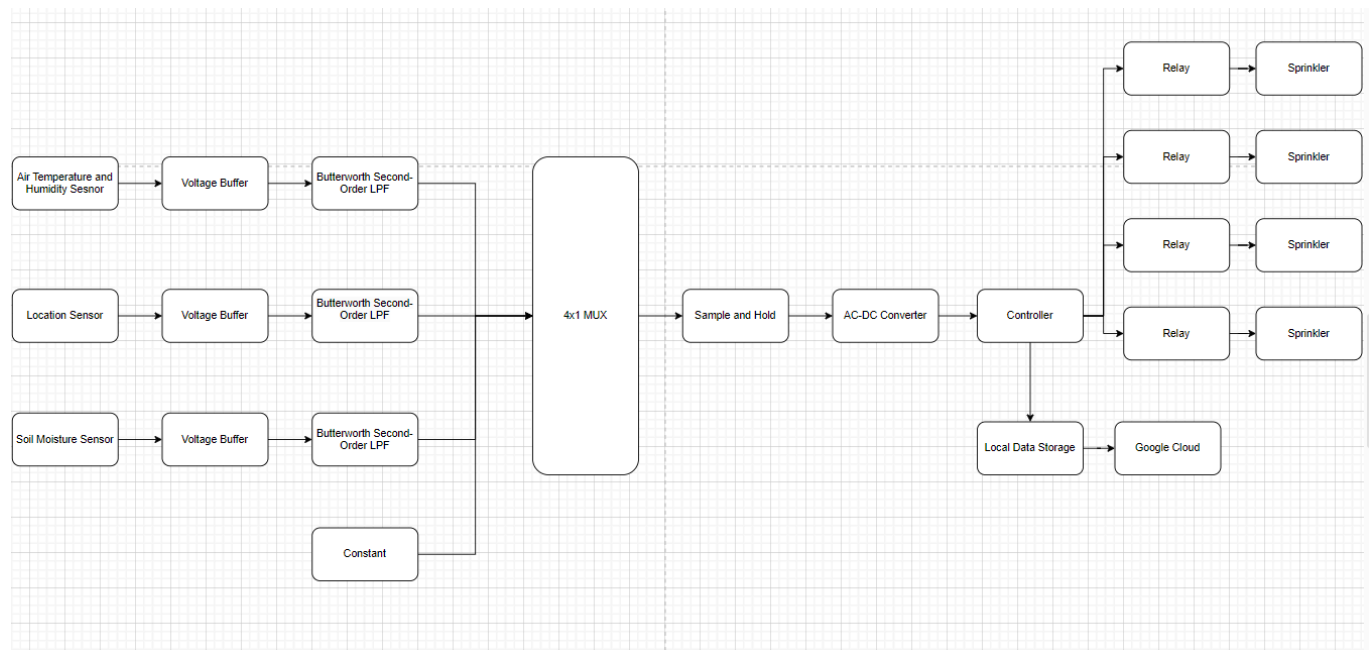 Relay
Sprinkler
Relay
Sprinkler
Air Temperature and
Humidity Sesnor
Voltage Buffer
Butterworth Second-
Order LPF
Relay
Sprinkler
Location Sensor
Voltage Buffer
Butterworth Second-
Order LPF
4x1 MUX
Sample and Hold
AC-DC Converter
Controller
Relay
Sprinkler
Soil Moisture Sensor
Voltage Buffer
Butterworth Second-
Order LPF
Local Data Storage
Google Cloud
Constant